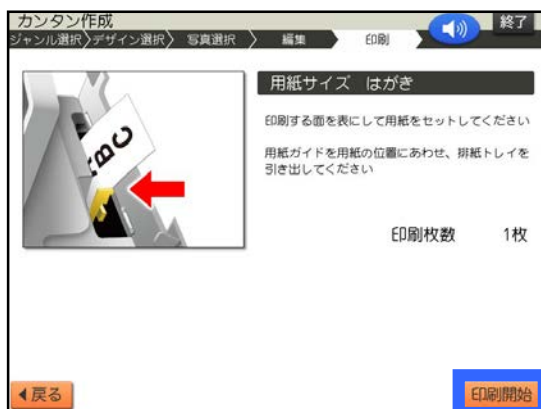 カンタン作成
終了
ジャンル選択〉デザイン選択〉 写真選択 〉 編集 印刷
用紙サイズ はがき
印刷する面を表にして用紙をセットしてください
用紙ガイドを用紙の位置にあわせ、排紙トレイを
引き出してください
ABC
印刷枚数 1枚
◀戻る
印刷開始